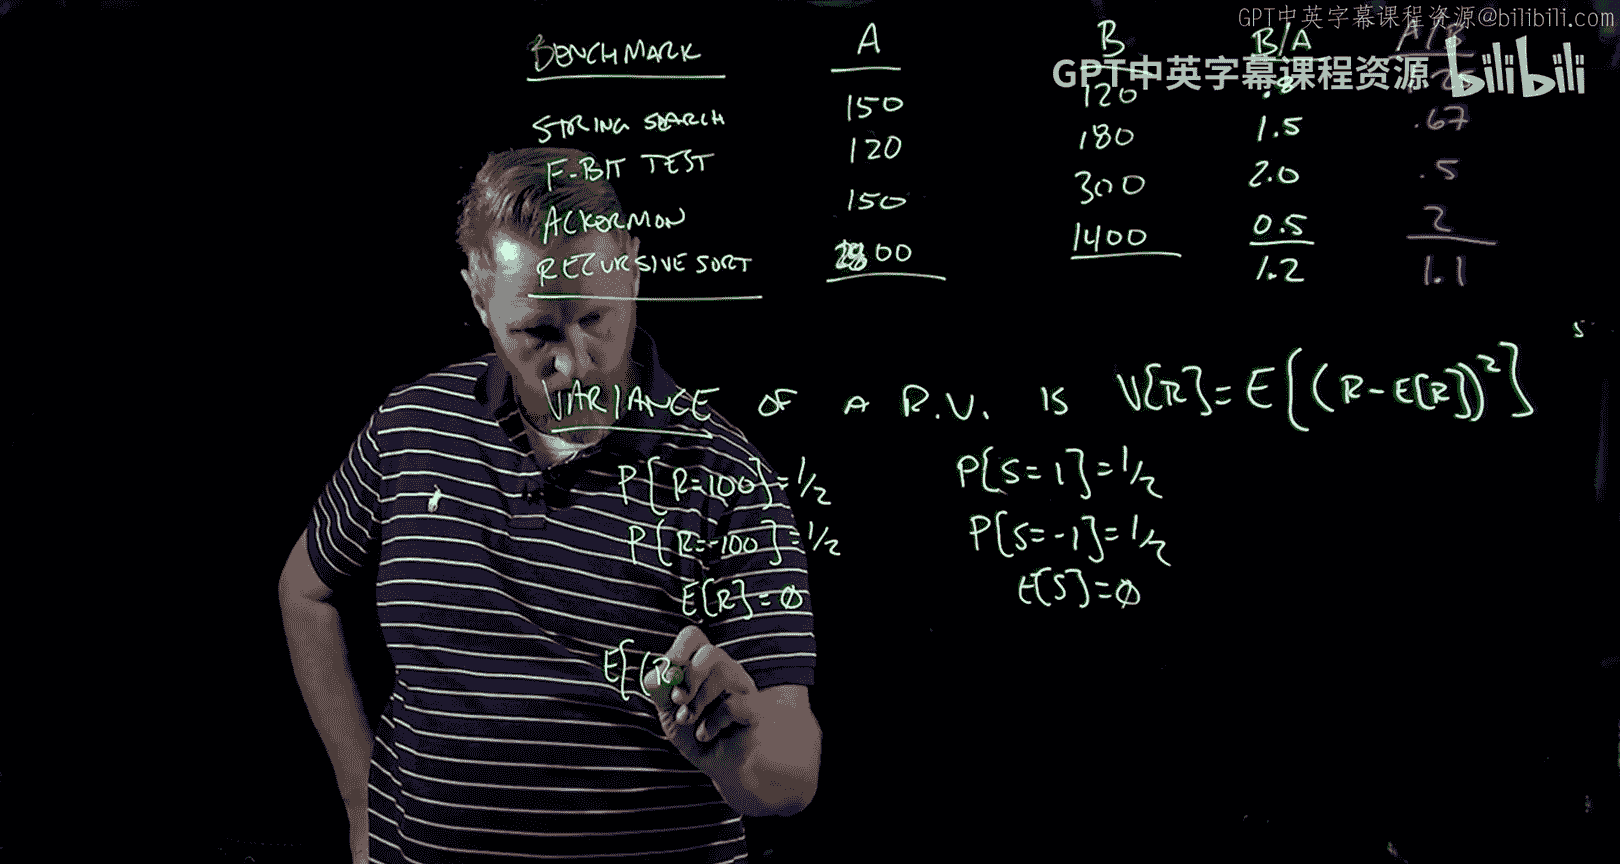 GPT中英字幕课程资源@bilibili.com
GPT中英字幕课程资源 bilibili
BENCHMARK A B B/A A/B
STRING SEARCH 150 120 .8
F-BIT TEST 120 180 1.5 .67
ACKERMON 150 300 2.0 .5
RECURSIVE SORT 00 1400 0.5 2
1.2 1.1
S
VARIANCE OF A R.V. IS V[R]=E[(R-E[R])²]
P[R=100]=1/2 P[S=1]=1/2
P[R=-100]=1/2 P[S=-1]=1/2
E[R]=0 E[S]=0
E[(R